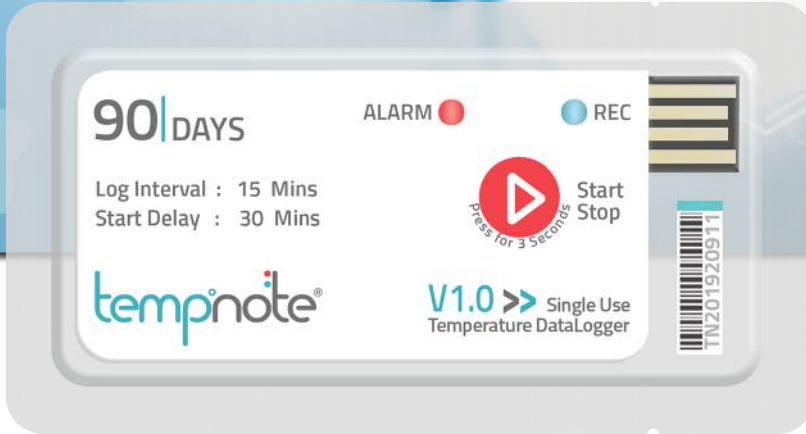 90 DAYS
ALARM
REC
Log Interval : 15 Mins
Start Delay : 30 Mins
Start
Stop
Press for 3 Seconds
tempnote®
V1.0 >> Single Use
Temperature DataLogger
TN201920911